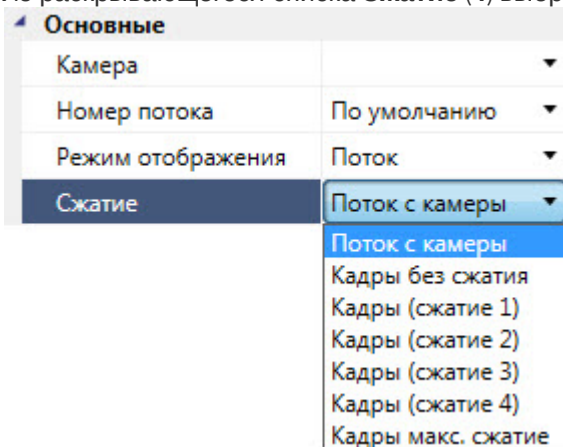 Основные
Камера
Номер потока По умолчанию
Режим отображения Поток
Сжатие Поток с камеры
Поток с камеры
Кадры без сжатия
Кадры (сжатие 1)
Кадры (сжатие 2)
Кадры (сжатие 3)
Кадры (сжатие 4)
Кадры макс. сжатие